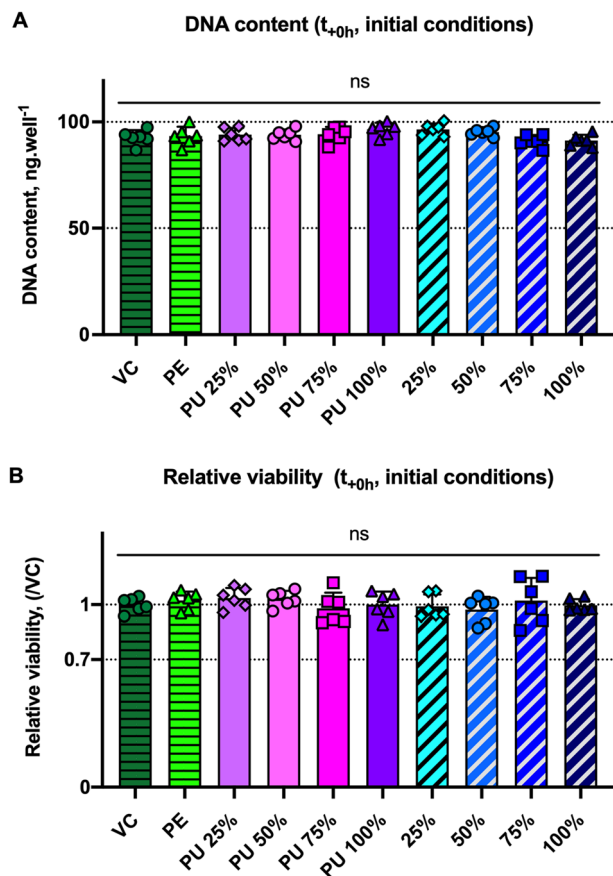 A
DNA content (t+0h, initial conditions)
ns
DNA content, ng.well-1
100
50
0
VC
PE
PU 25%
PU 50%
PU 75%
PU 100%
25%
50%
75%
100%
B
Relative viability (t+0h, initial conditions)
ns
Relative viability, (/VC)
1
0.7
0
VC
PE
PU 25%
PU 50%
PU 75%
PU 100%
25%
50%
75%
100%